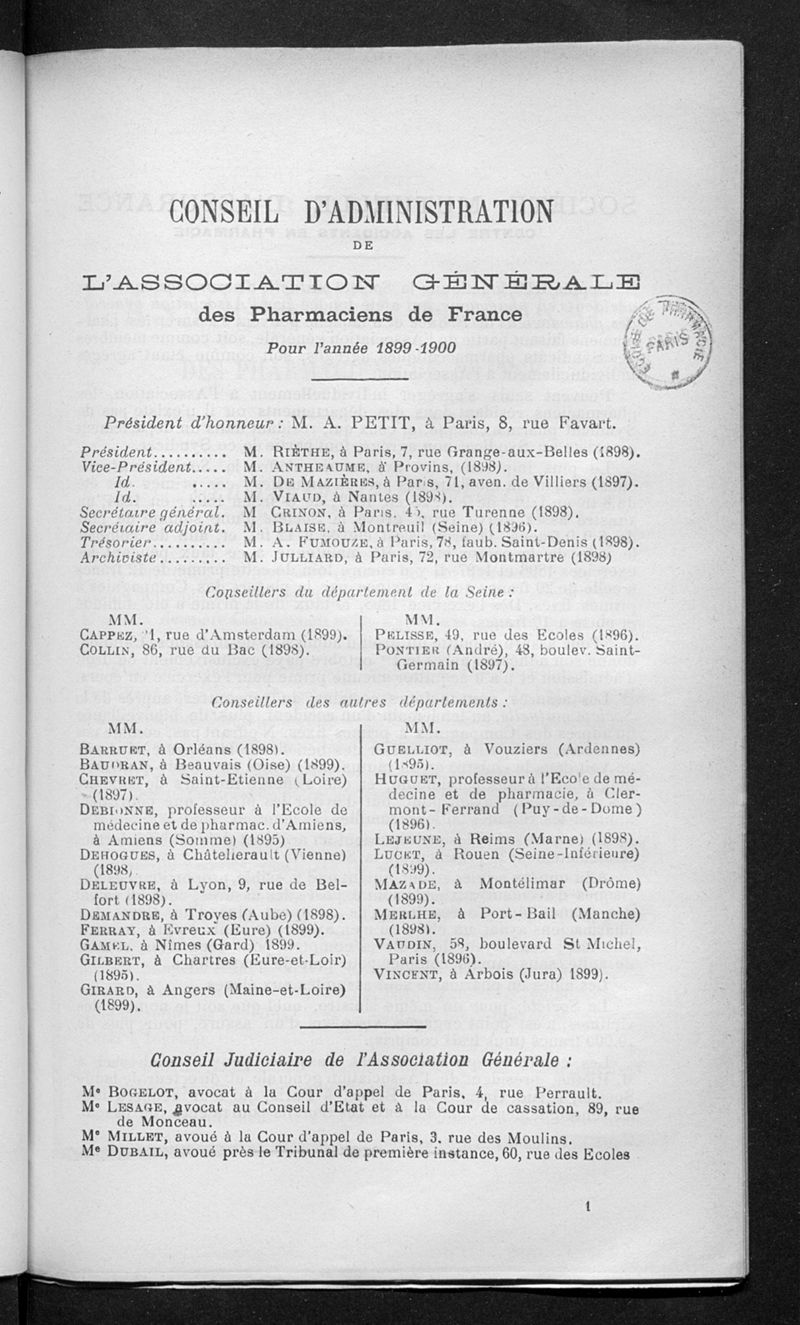 CONSEIL D'ADMINISTRATION
DE
L'ASSOCIATION GÉNÉRALE
des Pharmaciens de France
Pour l'année 1899-1900
PARIS
Président d'honneur : M. A. PETIT, à Paris, 8, rue Favart.
Président.......... M. RIÈTHE, à Paris, 7, rue Grange-aux-Belles (1898).
Vice-Président..... M. ANTHEAUME, à Provins, (1898).
Id. ..... M. DE MAZIÈRES, à Paris, 71, aven. de Villiers (1897).
Id. ..... M. VIAUD, à Nantes (1898).
Secrétaire général. M CRINON, à Paris, rue Turenne (1898).
Secrétaire adjoint. M. BLAISE, à Montreuil (Seine) (1896).
Trésorier.......... M. A. FUMOUZE, à Paris, 78, faub. Saint-Denis (1898).
Archiviste......... M. JULLIARD, à Paris, 72, rue Montmartre (1898)
Conseillers du département de la Seine :
MM.
CAPPEZ, rue d'Amsterdam (1899).
COLLIN, 86, rue du Bac (1898).
MM.
PELISSE, 49, rue des Ecoles (1896).
PONTIER (André), 48, boulev. Saint-
Germain (1897).
Conseillers des autres départements :
MM.
BARRUET, à Orléans (1898).
BAUDRAN, à Beauvais (Oise) (1899).
CHEVRET, à Saint-Etienne (Loire)
(1897).
DEBIONNE, professeur à l'Ecole de
médecine et de pharmac. d'Amiens,
à Amiens (Somme) (1895)
DEHOGUES, à Châtelierault (Vienne)
(1898).
DELEUVRE, à Lyon, 9, rue de Bel-
fort (1898).
DEMANDRE, à Troyes (Aube) (1898).
FERRAY, à Evreux (Eure) (1899).
GAMEL, à Nîmes (Gard) 1899.
GILBERT, à Chartres (Eure-et-Loir)
(1895).
GIRARD, à Angers (Maine-et-Loire)
(1899).
MM.
GUELLIOT, à Vouziers (Ardennes)
(1895).
HUGUET, professeur à l'Ecole de mé-
decine et de pharmacie, à Cler-
mont-Ferrand (Puy-de-Dome)
(1896).
LEJEUNE, à Reims (Marne) (1898).
LUCET, à Rouen (Seine-Inférieure)
(1899).
MAZADE, à Montélimar (Drôme)
(1899).
MERLHE, à Port-Bail (Manche)
(1898).
VAUDIN, 58, boulevard St Michel,
Paris (1896).
VINCENT, à Arbois (Jura) 1899).
Conseil Judiciaire de l'Association Générale :
Me BOGELOT, avocat à la Cour d'appel de Paris, 4, rue Perrault.
Me LESAGE, avocat au Conseil d'Etat et à la Cour de cassation, 89, rue
de Monceau.
Me MILLET, avoué à la Cour d'appel de Paris, 3, rue des Moulins.
Me DUBAIL, avoué près le Tribunal de première instance, 60, rue des Ecoles
1